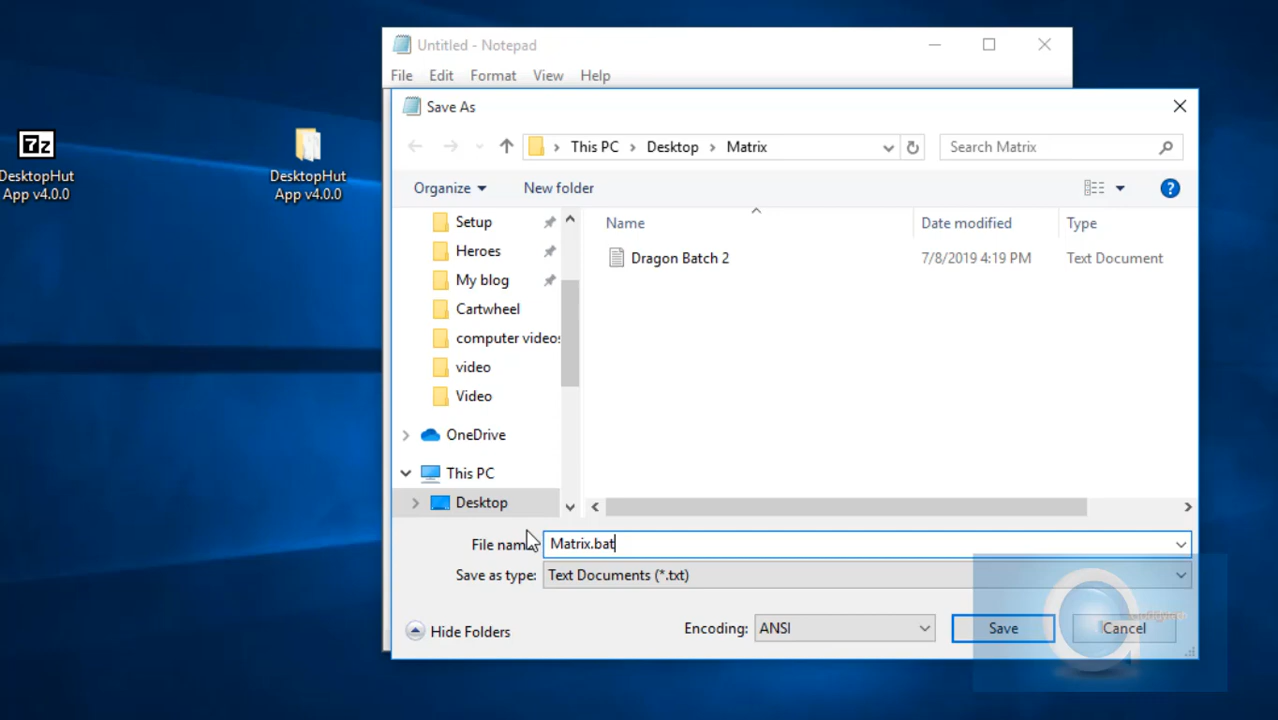 Untitled - Notepad
File Edit Format View Help
Save As
This PC > Desktop > Matrix
Search Matrix
Organize
New folder
Name
Date modified
Type
Dragon Batch 2
7/8/2019 4:19 PM
Text Document
Setup
Heroes
My blog
Cartwheel
computer videos
video
Video
OneDrive
This PC
Desktop
File name:
Matrix.bat
Save as type:
Text Documents (*.txt)
Hide Folders
Encoding:
ANSI
Save
Cancel
7z
DesktopHut
App v4.0.0
DesktopHut
App v4.0.0